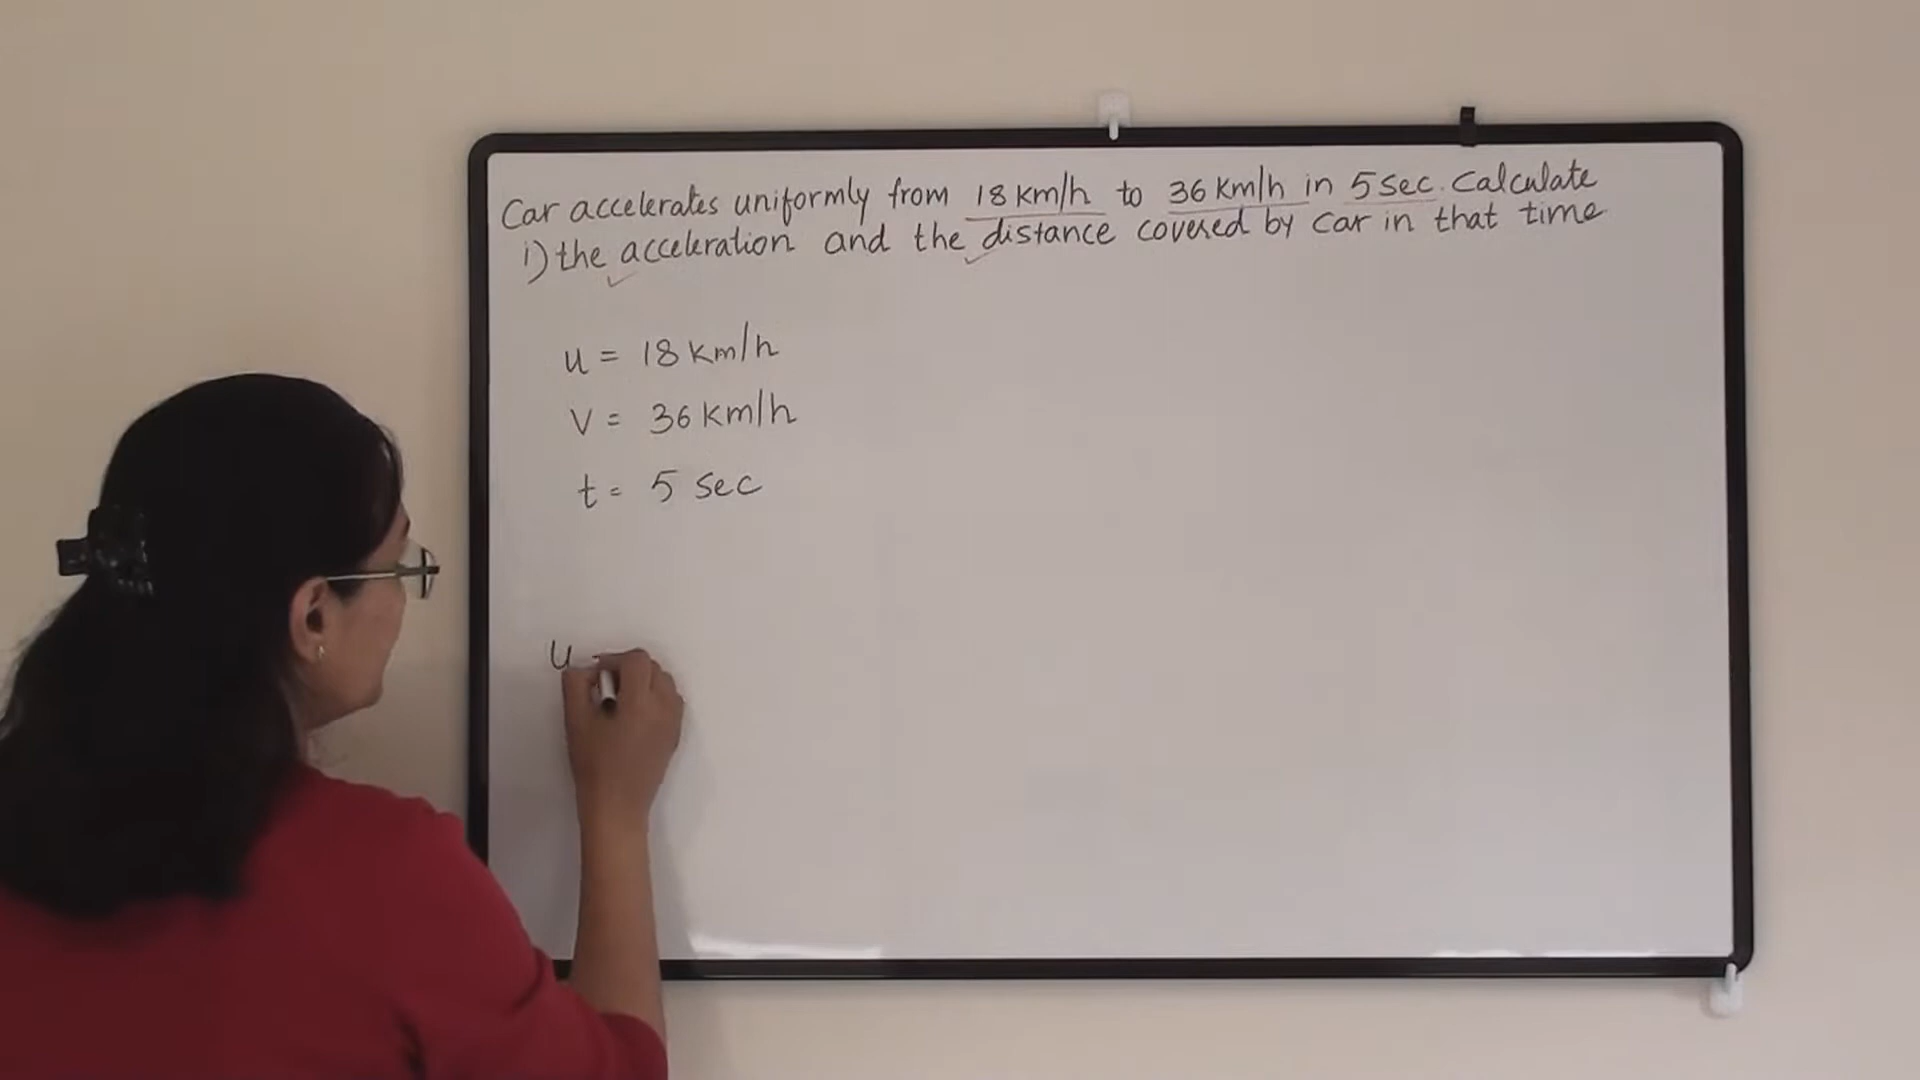 Car accelerates uniformly from 18 km/h to 36 Km/h in 5 sec. Calculate
i) the acceleration and the distance covered by car in that time
u = 18 km/h
v = 36 km/h
t = 5 sec
u =